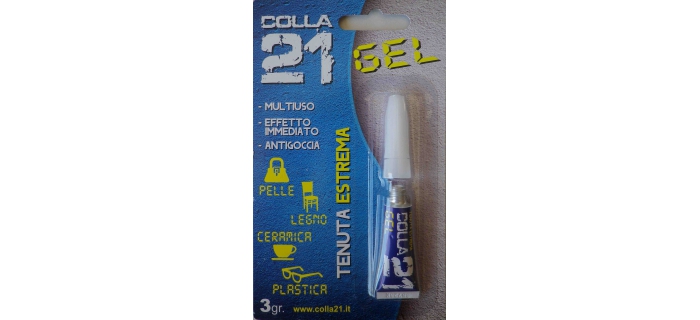 COLLA
21
GEL
- MULTIUSO
- EFFETTO
IMMEDIATO
- ANTIGOCCIA
TENUTA ESTREMA
PELLE
LEGNO
CERAMICA
PLASTICA
COLLA
21
GEL
3gr.
www.colla21.it